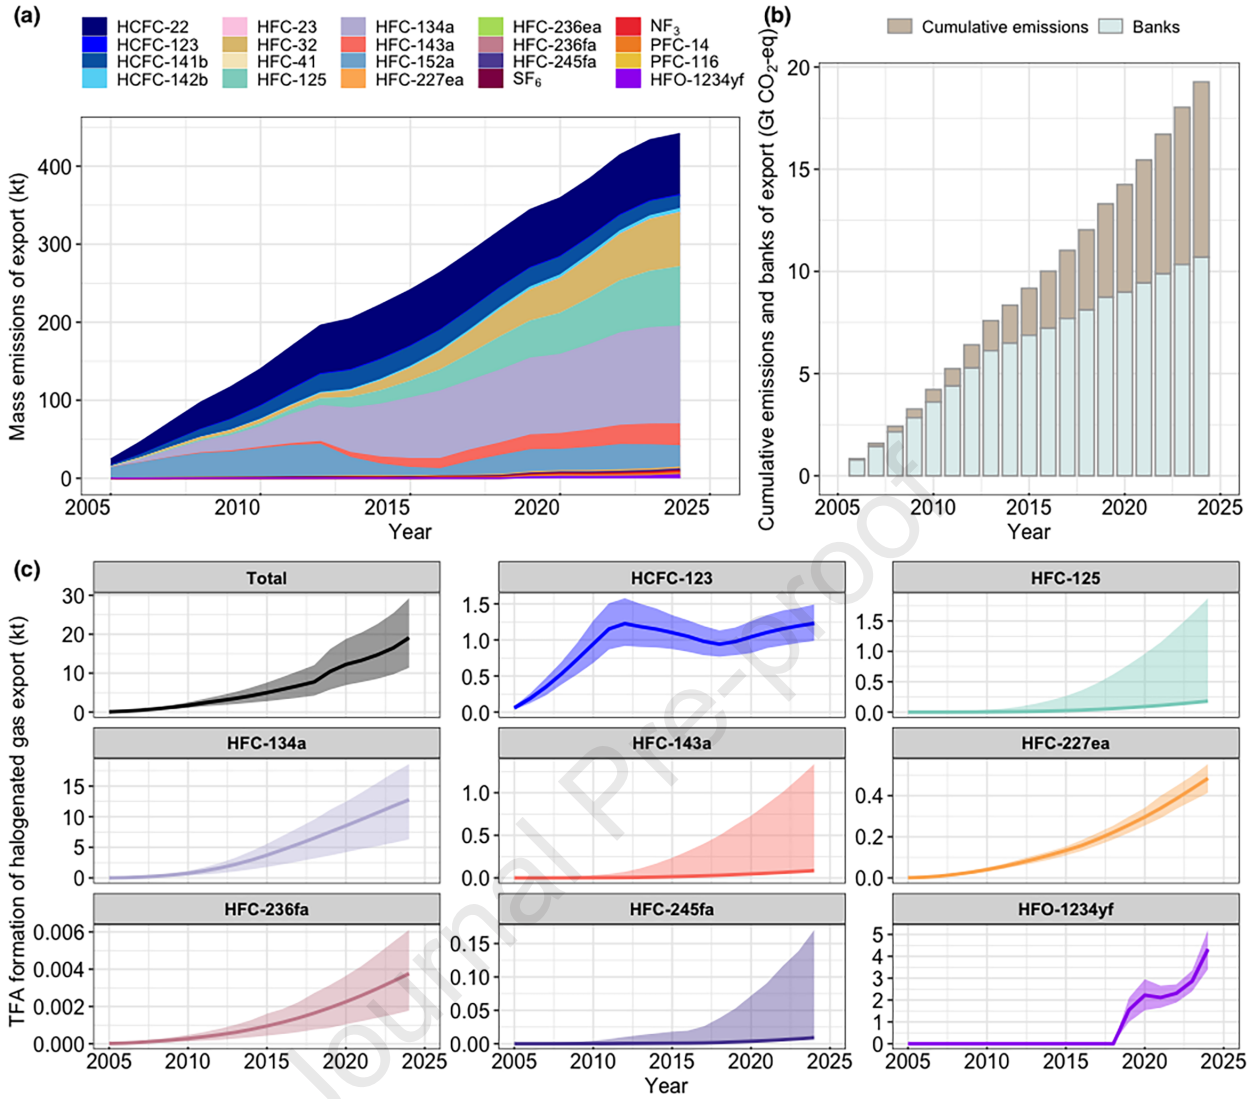 (a)
HCFC-22 HFC-23 HFC-134a HFC-236ea NF3
HCFC-123 HFC-32 HFC-143a HFC-236fa PFC-14
HCFC-141b HFC-41 HFC-152a HFC-245fa PFC-116
HCFC-142b HFC-125 HFC-227ea SF6 HFO-1234yf
Mass emissions of export (kt)
400
300
200
100
0
2005 2010 2015 2020 2025
Year
(b)
Cumulative emissions Banks
Cumulative emissions and banks of export (Gt CO2-eq)
20
15
10
5
0
2005 2010 2015 2020 2025
Year
(c)
TFA formation of halogenated gas export (kt)
Total HCFC-123 HFC-125
30
20
10
0
1.5
1.0
0.5
0.0
1.5
1.0
0.5
0.0
HFC-134a HFC-143a HFC-227ea
15
10
5
0
1.0
0.5
0.0
0.4
0.2
0.0
HFC-236fa HFC-245fa HFO-1234yf
0.006
0.004
0.002
0.000
0.15
0.10
0.05
0.00
5
4
3
2
1
0
2005 2010 2015 2020 2025 2005 2010 2015 2020 2025 2005 2010 2015 2020 2025
Year
Journal Pre-proof